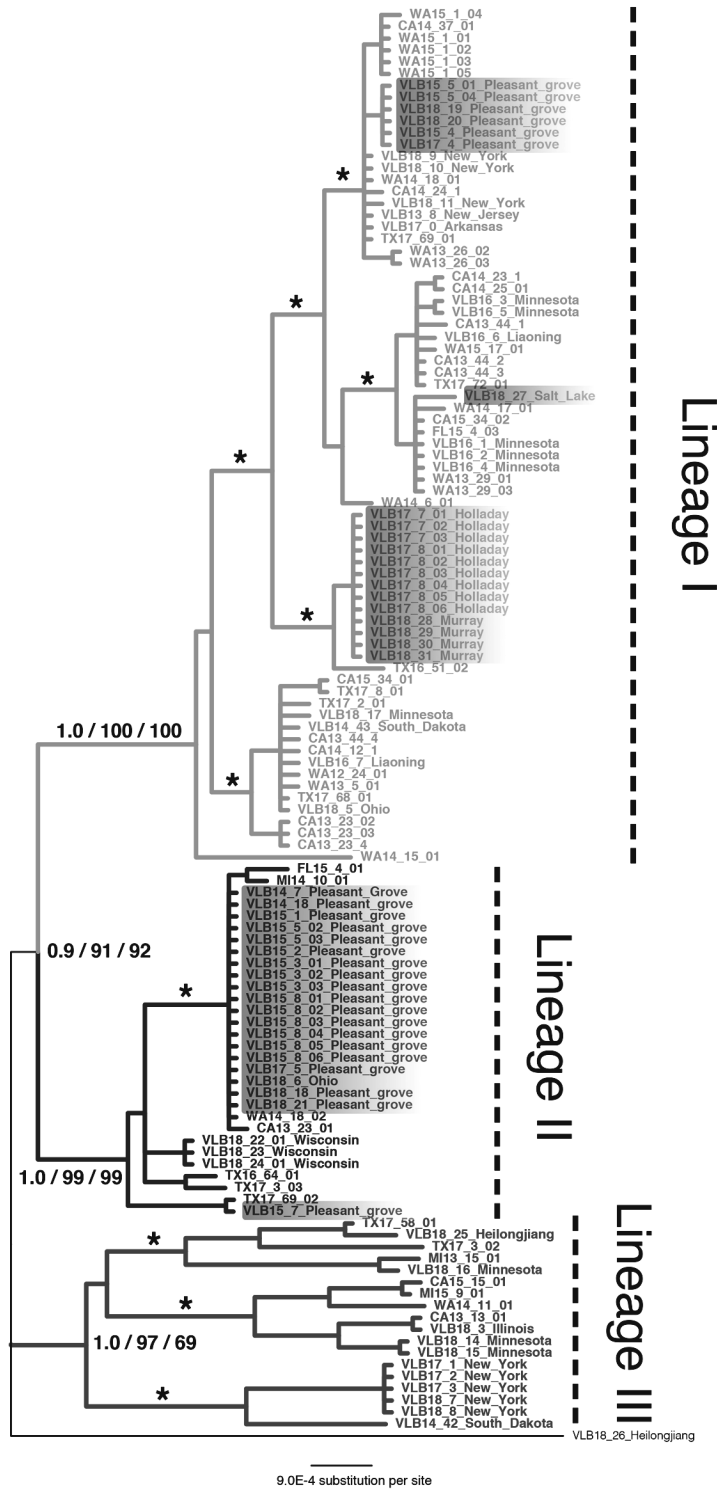 WA15_1_04
CA14_37_01
WA15_1_01
WA15_1_02
WA15_1_03
WA15_1_05
VLB15_5_01_Pleasant_grove
VLB15_5_04_Pleasant_grove
VLB18_19_Pleasant_grove
VLB18_20_Pleasant_grove
VLB15_4_Pleasant_grove
VLB17_4_Pleasant_grove
VLB18_9_New_York
VLB18_10_New_York
WA14_18_01
CA14_24_1
VLB18_11_New_York
VLB13_8_New_Jersey
VLB17_0_Arkansas
TX17_69_01
WA13_26_02
WA13_26_03
CA14_23_1
CA14_25_01
VLB16_3_Minnesota
VLB16_5_Minnesota
CA13_44_1
VLB16_6_Liaoning
WA15_17_01
CA13_44_2
CA13_44_3
TX17_72_01
VLB18_27_Salt_Lake
WA14_17_01
CA15_34_02
FL15_4_03
VLB16_1_Minnesota
VLB16_2_Minnesota
VLB16_4_Minnesota
WA13_29_01
WA13_29_03
WA14_6_01
VLB17_7_01_Holladay
VLB17_7_02_Holladay
VLB17_7_03_Holladay
VLB17_8_01_Holladay
VLB17_8_02_Holladay
VLB17_8_03_Holladay
VLB17_8_04_Holladay
VLB17_8_05_Holladay
VLB17_8_06_Holladay
VLB18_28_Murray
VLB18_29_Murray
VLB18_30_Murray
VLB18_31_Murray
TX16_51_02
CA15_34_01
TX17_8_01
TX17_2_01
VLB18_17_Minnesota
VLB14_43_South_Dakota
CA13_44_4
CA14_12_1
VLB16_7_Liaoning
WA12_24_01
WA13_5_01
TX17_68_01
VLB18_5_Ohio
CA13_23_02
CA13_23_03
CA13_23_4
WA14_15_01
* * * * * *
1.0 / 100 / 100
Lineage I
FL15_4_01
MI14_10_01
VLB14_7_Pleasant_Grove
VLB14_18_Pleasant_grove
VLB15_1_Pleasant_grove
VLB15_5_02_Pleasant_grove
VLB15_5_03_Pleasant_grove
VLB15_2_Pleasant_grove
VLB15_3_01_Pleasant_grove
VLB15_3_02_Pleasant_grove
VLB15_3_03_Pleasant_grove
VLB15_8_01_Pleasant_grove
VLB15_8_02_Pleasant_grove
VLB15_8_03_Pleasant_grove
VLB15_8_04_Pleasant_grove
VLB15_8_05_Pleasant_grove
VLB15_8_06_Pleasant_grove
VLB17_5_Pleasant_grove
VLB18_6_Ohio
VLB18_18_Pleasant_grove
VLB18_21_Pleasant_grove
WA14_18_02
CA13_23_01
VLB18_22_01_Wisconsin
VLB18_23_Wisconsin
VLB18_24_01_Wisconsin
TX16_64_01
TX17_3_03
TX17_69_02
VLB15_7_Pleasant_grove
0.9 / 91 / 92
*
1.0 / 99 / 99
Lineage II
TX17_58_01
VLB18_25_Heilongjiang
TX17_3_02
MI13_15_01
VLB18_16_Minnesota
CA15_15_01
MI15_9_01
WA14_11_01
CA13_13_01
VLB18_3_Illinois
VLB18_14_Minnesota
VLB18_15_Minnesota
VLB17_1_New_York
VLB17_2_New_York
VLB17_3_New_York
VLB18_7_New_York
VLB18_8_New_York
VLB14_42_South_Dakota
* * *
1.0 / 97 / 69
Lineage III
VLB18_26_Heilongjiang
9.0E-4 substitution per site